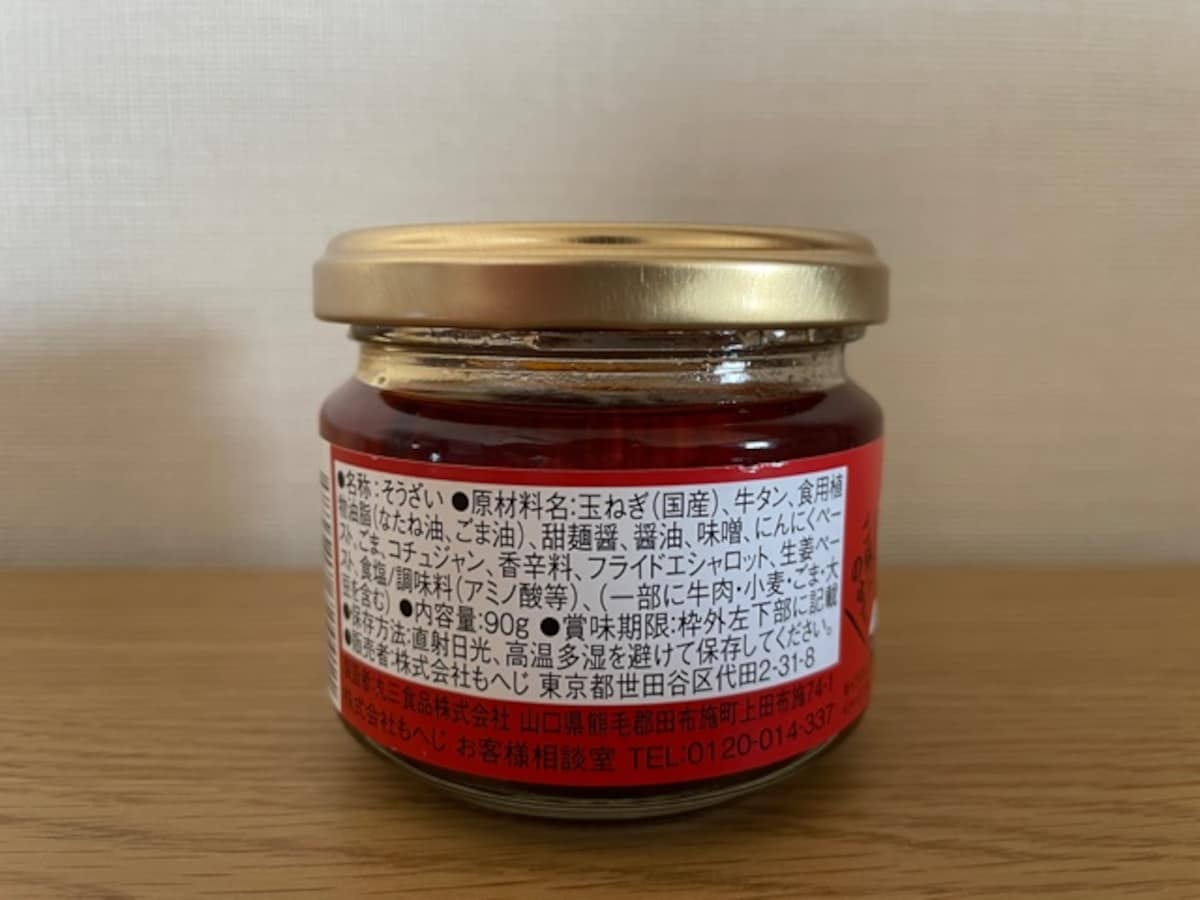 ●名称:そうざい ●原材料名:玉ねぎ(国産)、牛タン、食用植
物油脂(なたね油、ごま油)、甜麺醤、醤油、味噌、にんにくペー
スト、ごま、コチュジャン、香辛料、フライドエシャロット、生姜ペー
スト、食塩/調味料(アミノ酸等)、(一部に牛肉・小麦・ごま・大
豆を含む) ●内容量:90g ●賞味期限:枠外左下部に記載
●保存方法:直射日光、高温多湿を避けて保存してください。
●販売者:株式会社もへじ 東京都世田谷区代田2-31-8
三食品株式会社 山口県熊毛郡田布施町上田布施74-1
株式会社もへじ お客様相談室 TEL:0120-014-337